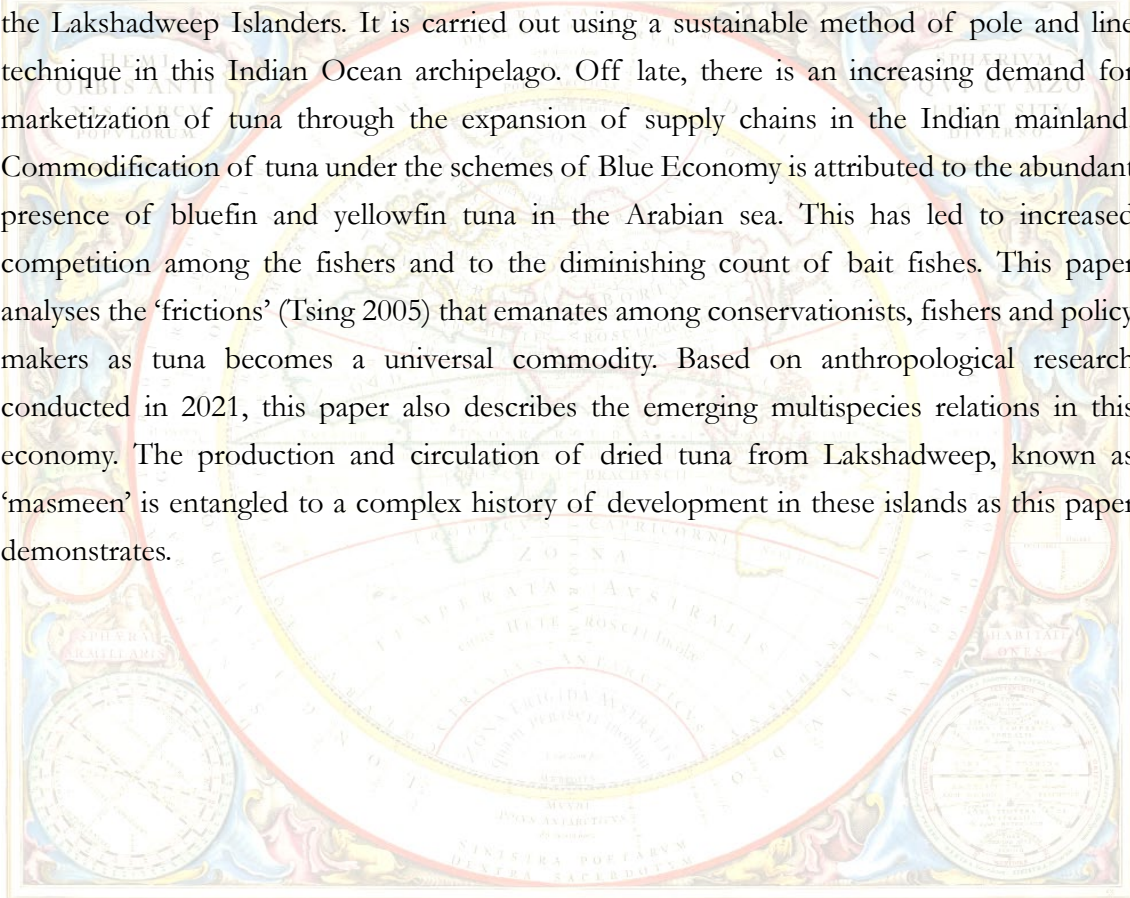 the Lakshadweep Islanders. It is carried out using a sustainable method of pole and line
technique in this Indian Ocean archipelago. Off late, there is an increasing demand for
marketization of tuna through the expansion of supply chains in the Indian mainland.
Commodification of tuna under the schemes of Blue Economy is attributed to the abundant
presence of bluefin and yellowfin tuna in the Arabian sea. This has led to increased
competition among the fishers and to the diminishing count of bait fishes. This paper
analyses the ‘frictions’ (Tsing 2005) that emanates among conservationists, fishers and policy
makers as tuna becomes a universal commodity. Based on anthropological research
conducted in 2021, this paper also describes the emerging multispecies relations in this
economy. The production and circulation of dried tuna from Lakshadweep, known as
‘masmeen’ is entangled to a complex history of development in these islands as this paper
demonstrates.
CAPRICORNI
ZONA
TEMPERATA AVSTRALIS
HABITATI
ONES